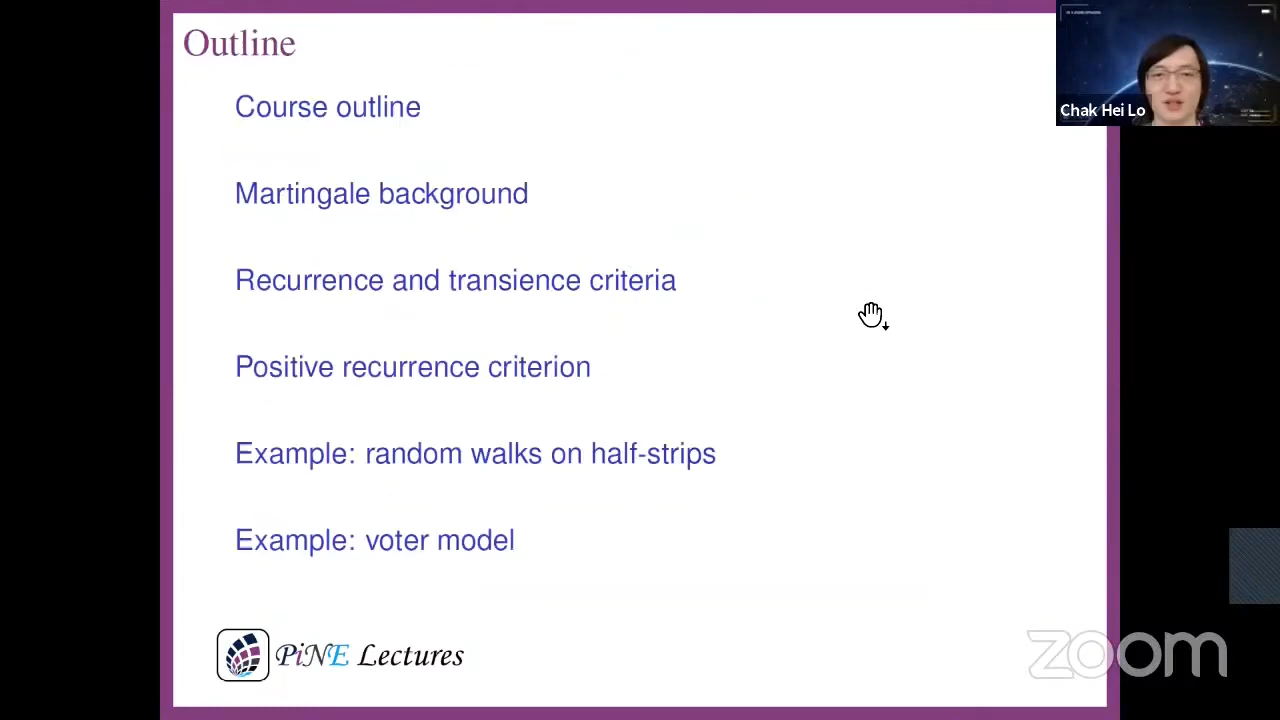 Outline
Course outline
Martingale background
Recurrence and transience criteria
Positive recurrence criterion
Example: random walks on half-strips
Example: voter model
PiNE Lectures
Chak Hei Lo
zoom